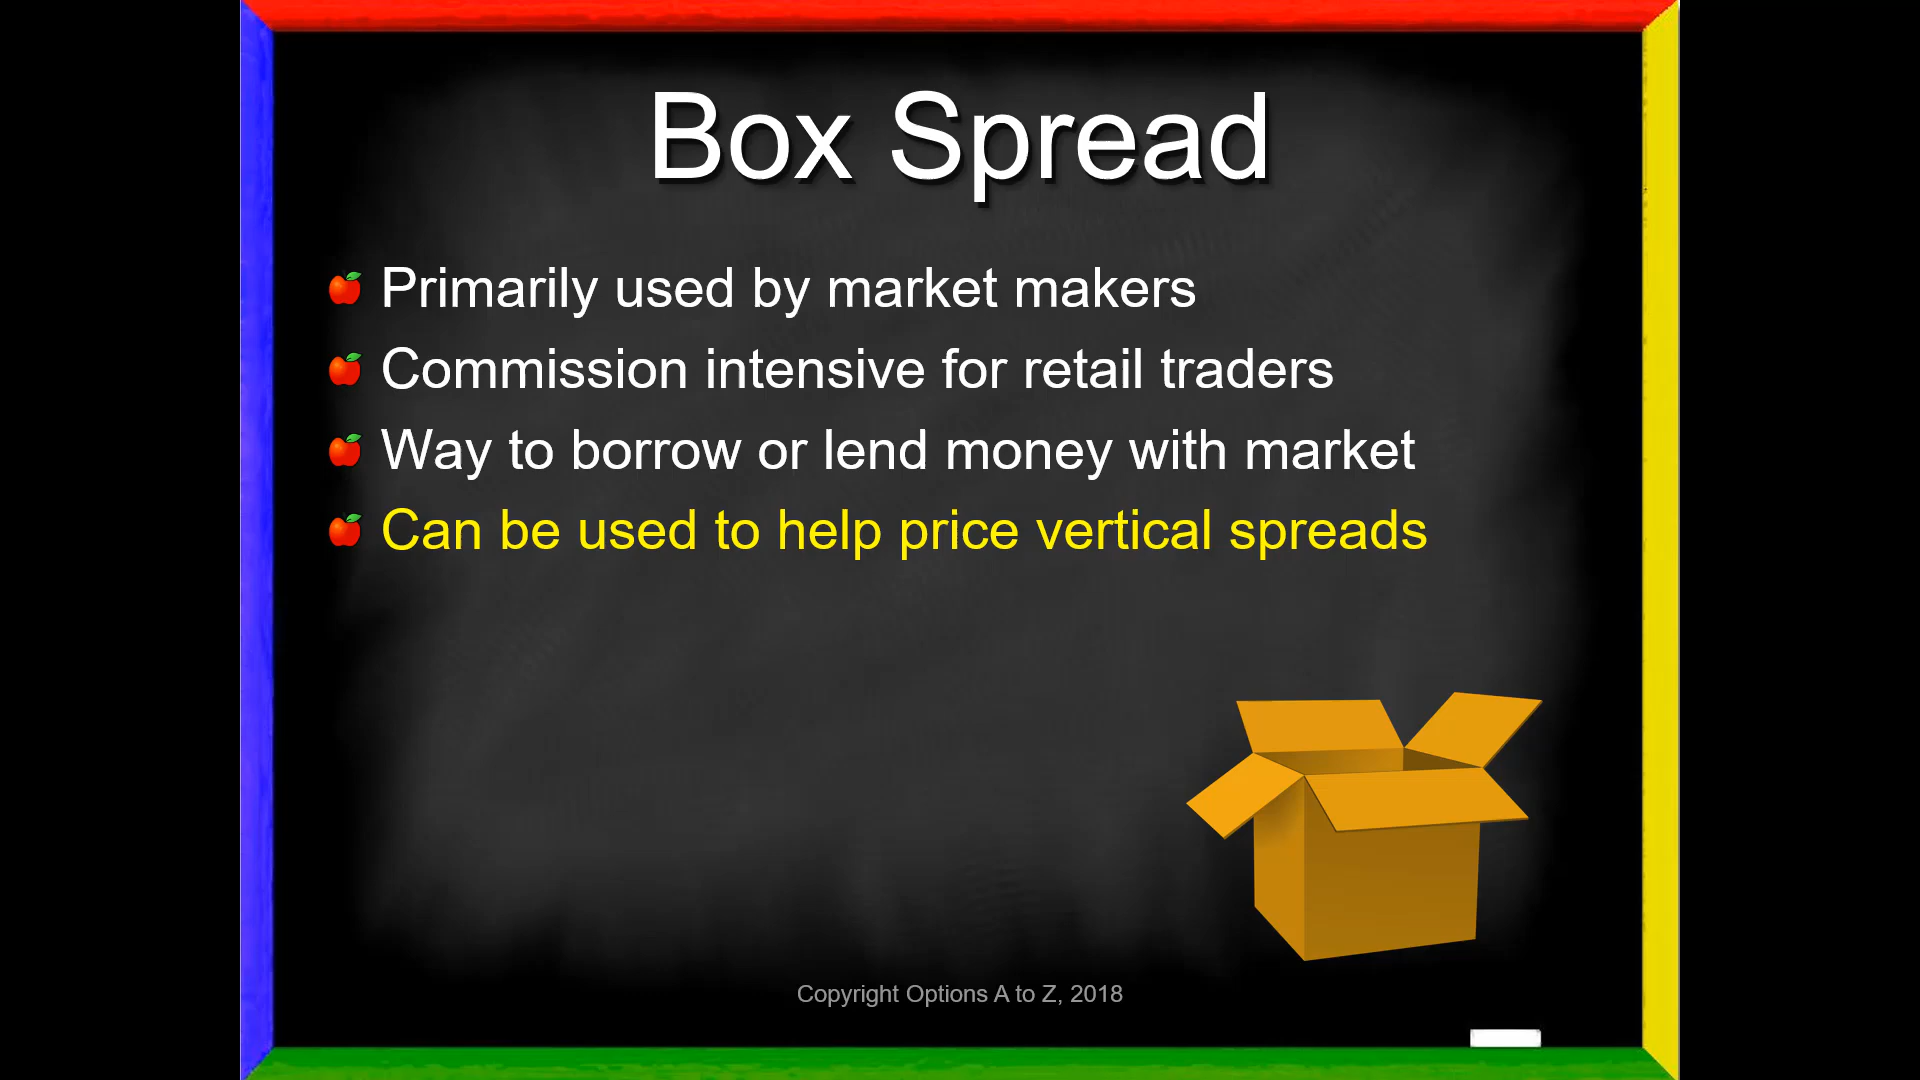 Box Spread
Primarily used by market makers
Commission intensive for retail traders
Way to borrow or lend money with market
Can be used to help price vertical spreads
Copyright Options A to Z, 2018